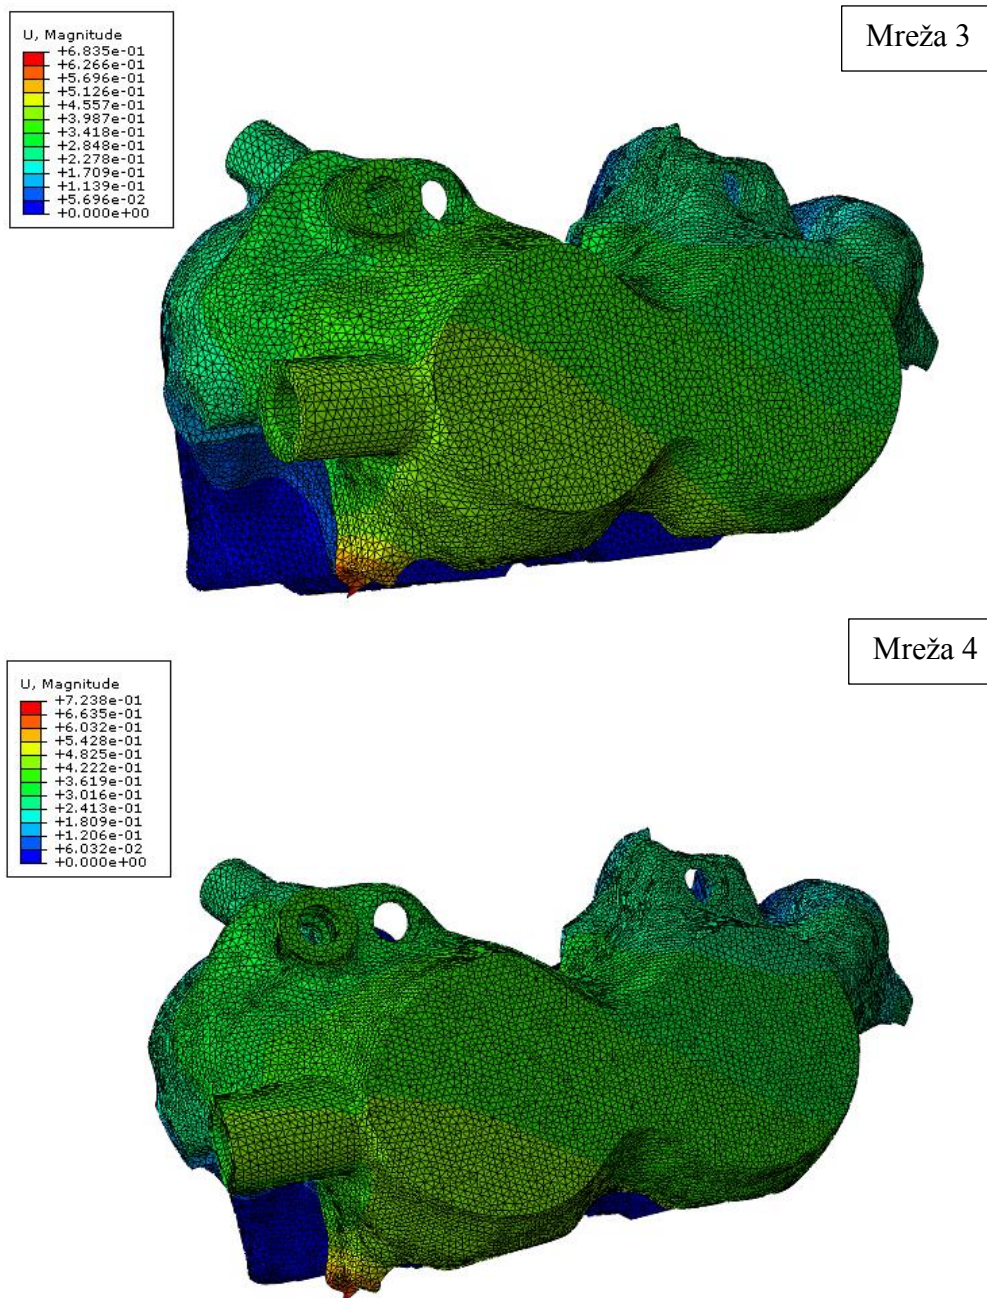 Mreža 3
U, Magnitude
+6.835e-01
+6.266e-01
+5.696e-01
+5.126e-01
+4.557e-01
+3.987e-01
+3.418e-01
+2.848e-01
+2.278e-01
+1.709e-01
+1.139e-01
+5.696e-02
+0.000e+00
Mreža 4
U, Magnitude
+7.238e-01
+6.635e-01
+6.032e-01
+5.428e-01
+4.825e-01
+4.222e-01
+3.619e-01
+3.016e-01
+2.413e-01
+1.809e-01
+1.206e-01
+6.032e-02
+0.000e+00